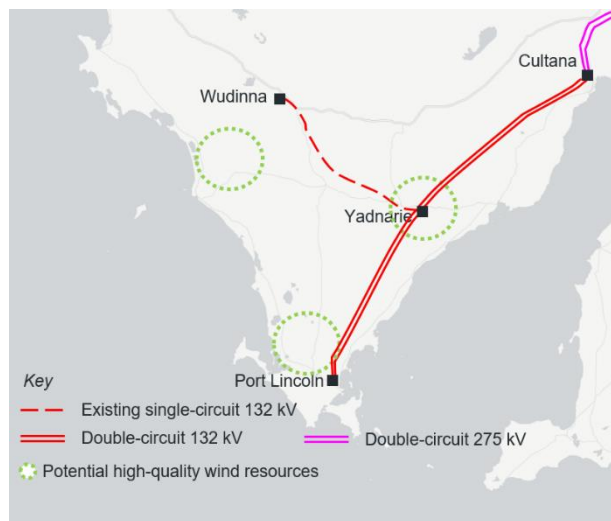 Cultana
Wudinna
Yadnarie
Port Lincoln
Key
Existing single-circuit 132 kV
Double-circuit 132 kV
Double-circuit 275 kV
Potential high-quality wind resources